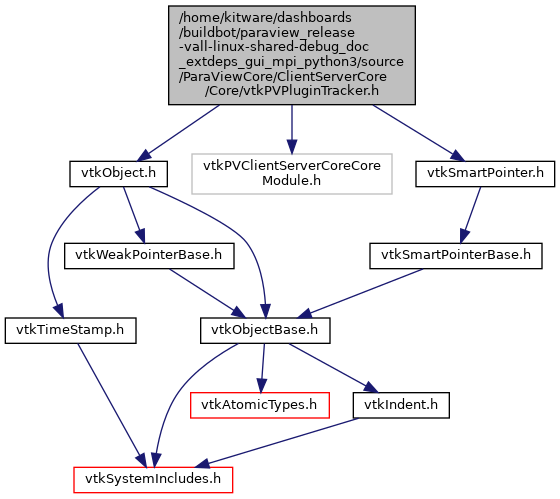 /home/kitware/dashboards
/buildbot/paraview_release
-vall-linux-shared-debug_doc
_extdeps_gui_mpi_python3/source
/ParaViewCore/ClientServerCore
/Core/vtkPVPluginTracker.h
vtkObject.h
vtkPVClientServerCoreCore
Module.h
vtkSmartPointer.h
vtkWeakPointerBase.h
vtkSmartPointerBase.h
vtkTimeStamp.h
vtkObjectBase.h
vtkAtomicTypes.h
vtkIndent.h
vtkSystemIncludes.h